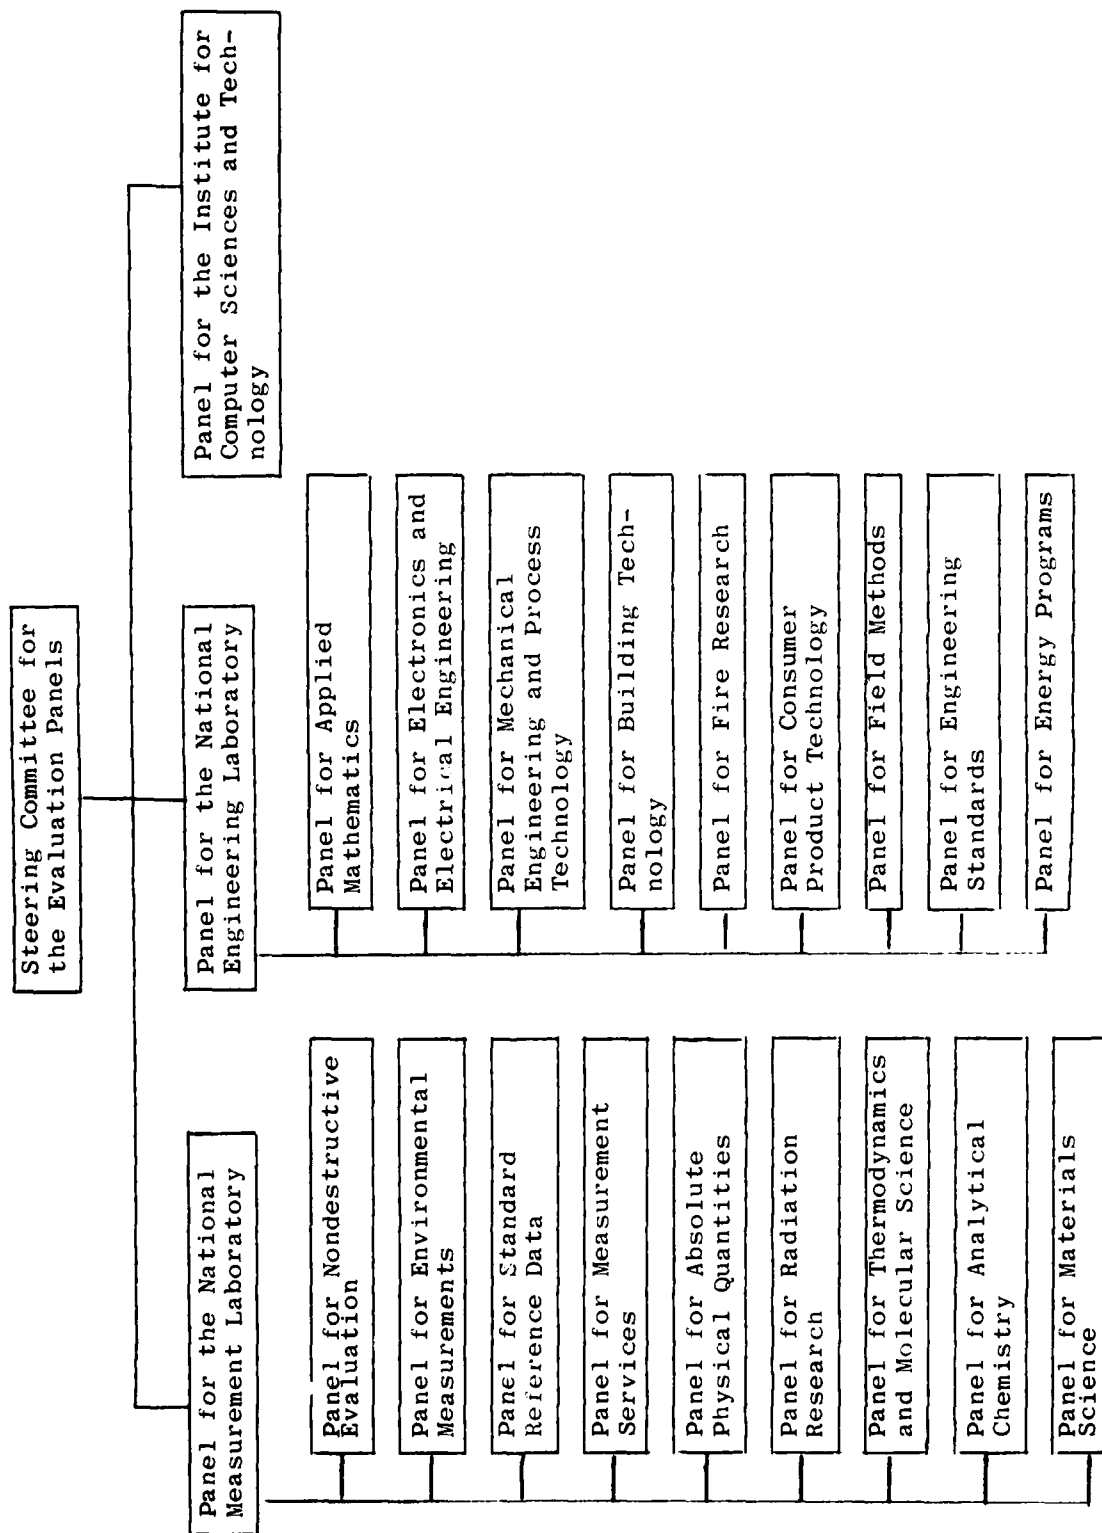 Steering Committee for
the Evaluation Panels
Panel for the National
Measurement Laboratory
Panel for Nondestructive
Evaluation
Panel for Environmental
Measurements
Panel for Standard
Reference Data
Panel for Measurement
Services
Panel for Absolute
Physical Quantities
Panel for Radiation
Research
Panel for Thermodynamics
and Molecular Science
Panel for Analytical
Chemistry
Panel for Materials
Science
Panel for the National
Engineering Laboratory
Panel for Applied
Mathematics
Panel for Electronics and
Electrical Engineering
Panel for Mechanical
Engineering and Process
Technology
Panel for Building Tech-
nology
Panel for Fire Research
Panel for Consumer
Product Technology
Panel for Field Methods
Panel for Engineering
Standards
Panel for Energy Programs
Panel for the Institute for
Computer Sciences and Tech-
nology